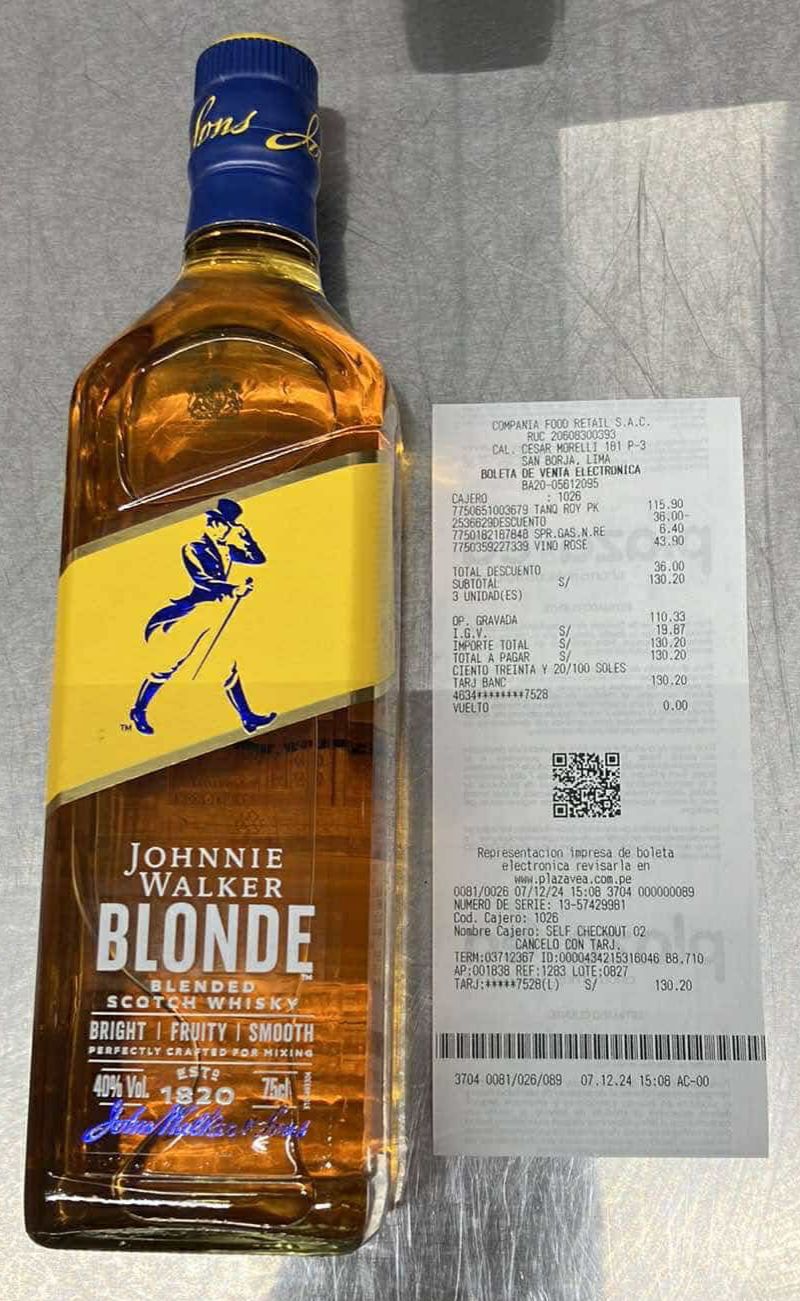 Sons Jo
TM
JOHNNIE
WALKER
BLONDE
TM
BLENDED
SCOTCH WHISKY
BRIGHT | FRUITY | SMOOTH
PERFECTLY CRAFTED FOR MIXING
ESTD
40% Vol. 1820 75cl
John Walker & Sons
COMPANIA FOOD RETAIL S.A.C.
RUC 20608300393
CAL. CESAR MORELLI 181 P-3
SAN BORJA, LIMA
BOLETA DE VENTA ELECTRONICA
BA20-05612095
CAJERO : 1026
7750651003679 TANQ ROY PK 115.90
2536629DESCUENTO 36.00-
7750182187848 SPR.GAS.N.RE 6.40
7750359227339 VINO ROSE 43.90
TOTAL DESCUENTO 36.00
SUBTOTAL S/ 130.20
3 UNIDAD(ES)
OP. GRAVADA 110.33
I.G.V. S/ 19.87
IMPORTE TOTAL S/ 130.20
TOTAL A PAGAR S/ 130.20
CIENTO TREINTA Y 20/100 SOLES
TARJ BANC 130.20
4634********7528
VUELTO 0.00
Representacion impresa de boleta
electronica revisarla en
www.plazavea.com.pe
0081/0026 07/12/24 15:08 3704 000000089
NUMERO DE SERIE: 13-57429981
Cod. Cajero: 1026
Nombre Cajero: SELF CHECKOUT 02
CANCELO CON TARJ.
TERM:03712367 ID:0000434215316046 B8.710
AP:001838 REF:1283 LOTE:0827
TARJ:*****7528(L) S/ 130.20
3704 0081/026/089 07.12.24 15:08 AC-00